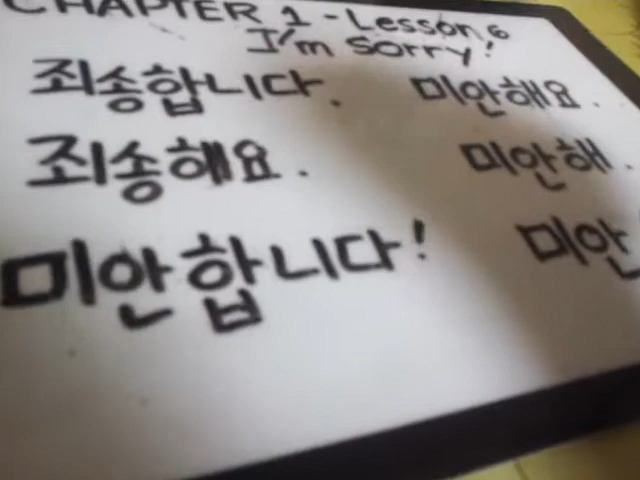 CHAPTER 1 - Lesson 6
I'm sorry!
죄송합니다. 미안해요.
죄송해요. 미안해.
미안합니다! 미안